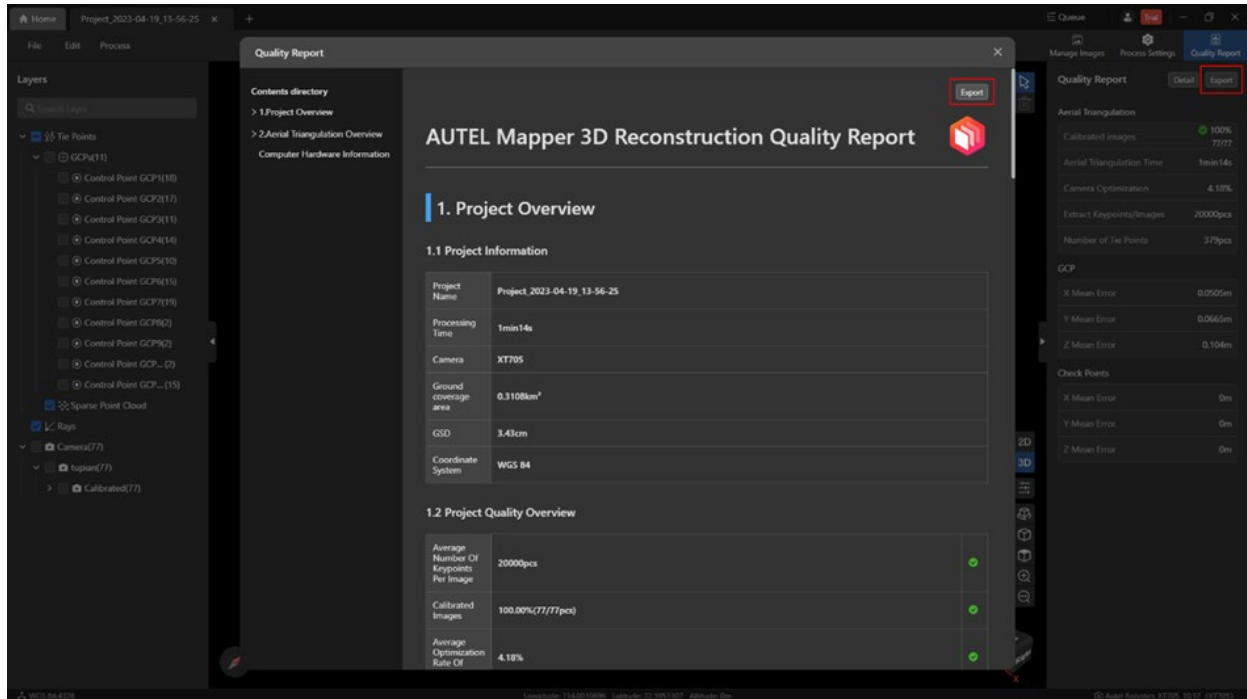 Home
Project_2023-04-19_13-56-25
Queue
Trial
File Edit Process
Manage Images Process Settings Quality Report
Layers
Search Layer
Tie Points
GCPs(11)
Control Point GCP1(18)
Control Point GCP2(17)
Control Point GCP3(11)
Control Point GCP4(14)
Control Point GCP5(10)
Control Point GCP6(15)
Control Point GCP7(19)
Control Point GCP8(2)
Control Point GCP9(2)
Control Point GCP... (2)
Control Point GCP... (15)
Sparse Point Cloud
Rays
Camera(77)
tupian(77)
Calibrated(77)
Quality Report
Contents directory
> 1.Project Overview
> 2.Aerial Triangulation Overview
Computer Hardware Information
Export
AUTEL Mapper 3D Reconstruction Quality Report
1. Project Overview
1.1 Project Information
Project Name Project_2023-04-19_13-56-25
Processing Time 1min14s
Camera XT705
Ground coverage area 0.3108km²
GSD 3.43cm
Coordinate System WGS 84
1.2 Project Quality Overview
Average Number Of Keypoints Per Image 20000pcs
Calibrated Images 100.00%(77/77pcs)
Average Optimization Rate Of 4.18%
2D
3D
Quality Report Detail Export
Aerial Triangulation
Calibrated images 100% 77/77
Aerial Triangulation Time 1min14s
Camera Optimization 4.18%
Extract Keypoints/Images 20000pcs
Number of Tie Points 379pcs
GCP
X Mean Error 0.0505m
Y Mean Error 0.0665m
Z Mean Error 0.104m
Check Points
X Mean Error 0m
Y Mean Error 0m
Z Mean Error 0m
WGS 84:4326
Altitude: 0m